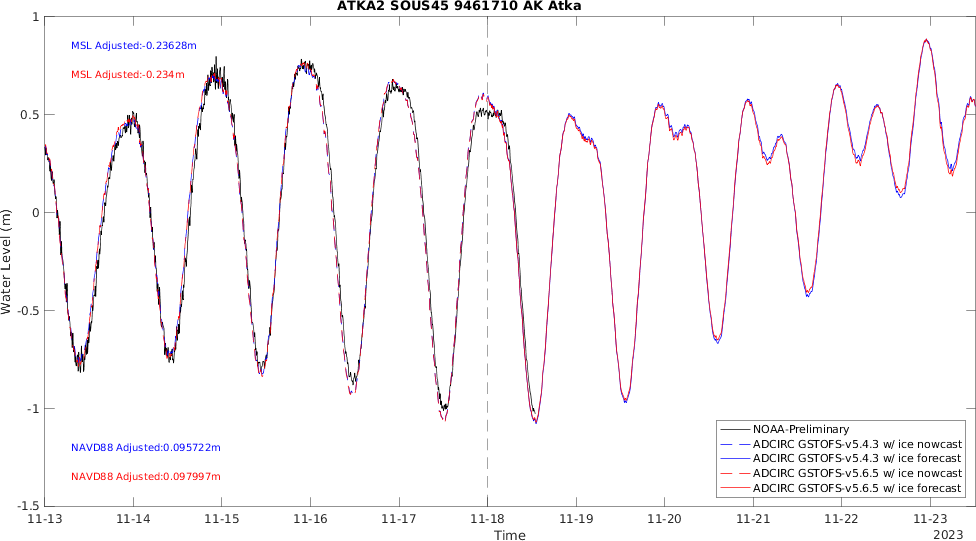 ATKA2 SOUS45 9461710 AK Atka
1
0.5
0
-0.5
-1
-1.5
Water Level (m)
MSL Adjusted:-0.23628m
MSL Adjusted:-0.234m
NAVD88 Adjusted:0.095722m
NAVD88 Adjusted:0.097997m
NOAA-Preliminary
ADCIRC GSTOFS-v5.4.3 w/ ice nowcast
ADCIRC GSTOFS-v5.4.3 w/ ice forecast
ADCIRC GSTOFS-v5.6.5 w/ ice nowcast
ADCIRC GSTOFS-v5.6.5 w/ ice forecast
11-13 11-14 11-15 11-16 11-17 11-18 11-19 11-20 11-21 11-22 11-23
Time
2023